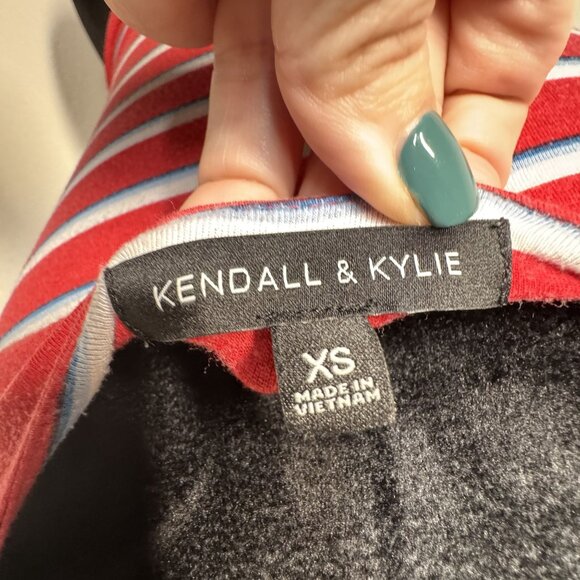 KENDALL & KYLIE
XS
MADE IN
VIETNAM